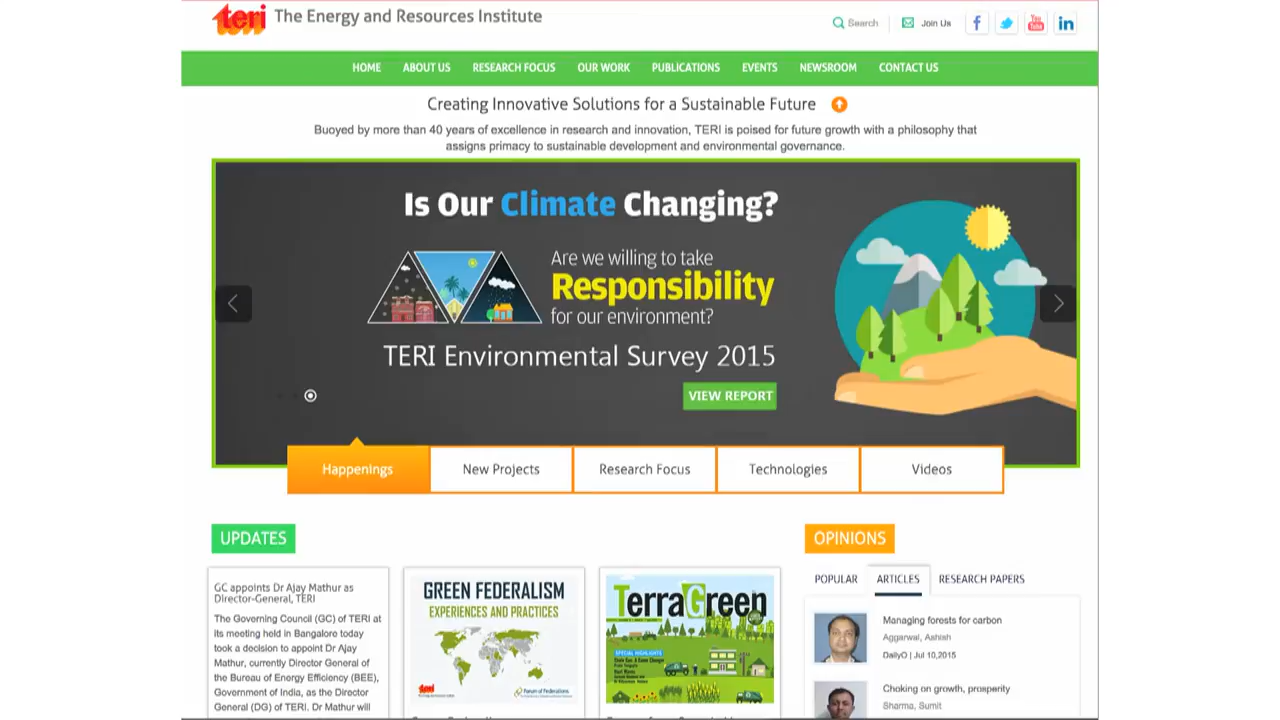 teri The Energy and Resources Institute
Search
Join Us
HOME ABOUT US RESEARCH FOCUS OUR WORK PUBLICATIONS EVENTS NEWSROOM CONTACT US
Creating Innovative Solutions for a Sustainable Future
Buoyed by more than 40 years of excellence in research and innovation, TERI is poised for future growth with a philosophy that
assigns primacy to sustainable development and environmental governance.
Is Our Climate Changing?
Are we willing to take
Responsibility
for our environment?
TERI Environmental Survey 2015
VIEW REPORT
Happenings New Projects Research Focus Technologies Videos
UPDATES
GC appoints Dr Ajay Mathur as
Director-General, TERI
The Governing Council (GC) of TERI at
its meeting held in Bangalore today
took a decision to appoint Dr Ajay
Mathur, currently Director General of
the Bureau of Energy Efficiency (BEE),
Government of India, as the Director
General (DG) of TERI. Dr Mathur will
GREEN FEDERALISM
EXPERIENCES AND PRACTICES
teri
Forum of Federations
TerraGreen
SPECIAL HIGHLIGHTS
OPINIONS
POPULAR ARTICLES RESEARCH PAPERS
Managing forests for carbon
Aggarwal, Ashish
DailyO | Jul 10,2015
Choking on growth, prosperity
Sharma, Sumit